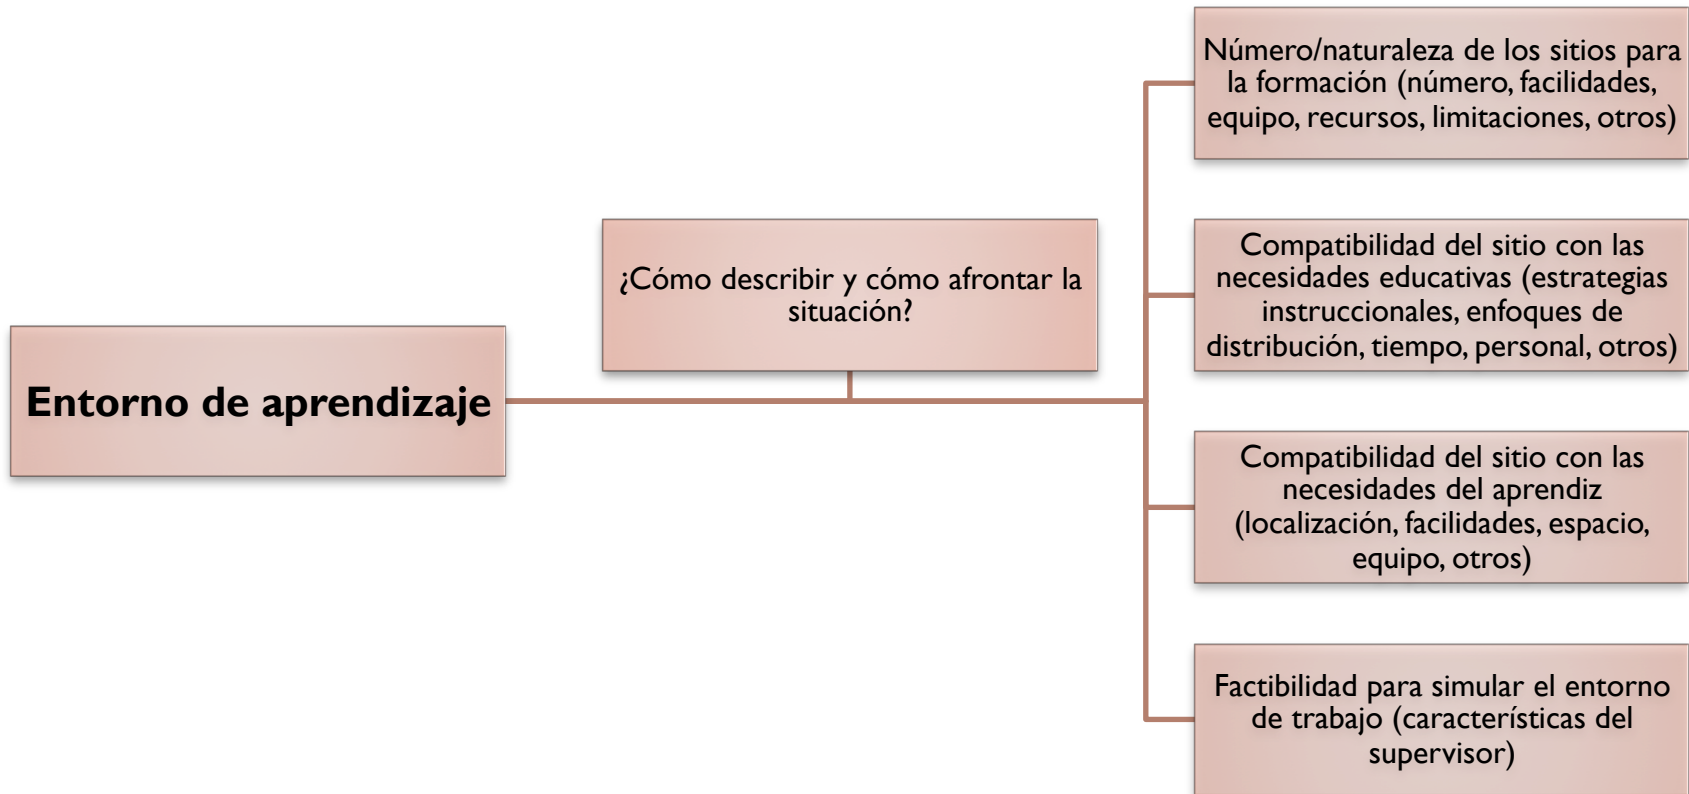 Entorno de aprendizaje
¿Cómo describir y cómo afrontar la
situación?
Número/naturaleza de los sitios para
la formación (número, facilidades,
equipo, recursos, limitaciones, otros)
Compatibilidad del sitio con las
necesidades educativas (estrategias
instruccionales, enfoques de
distribución, tiempo, personal, otros)
Compatibilidad del sitio con las
necesidades del aprendiz
(localización, facilidades, espacio,
equipo, otros)
Factibilidad para simular el entorno
de trabajo (características del
supervisor)